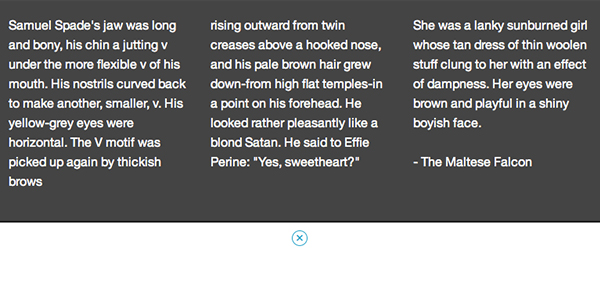 Samuel Spade's jaw was long
and bony, his chin a jutting v
under the more flexible v of his
mouth. His nostrils curved back
to make another, smaller, v. His
yellow-grey eyes were
horizontal. The V motif was
picked up again by thickish
brows
rising outward from twin
creases above a hooked nose,
and his pale brown hair grew
down-from high flat temples-in
a point on his forehead. He
looked rather pleasantly like a
blond Satan. He said to Effie
Perine: "Yes, sweetheart?"
She was a lanky sunburned girl
whose tan dress of thin woolen
stuff clung to her with an effect
of dampness. Her eyes were
brown and playful in a shiny
boyish face.
- The Maltese Falcon